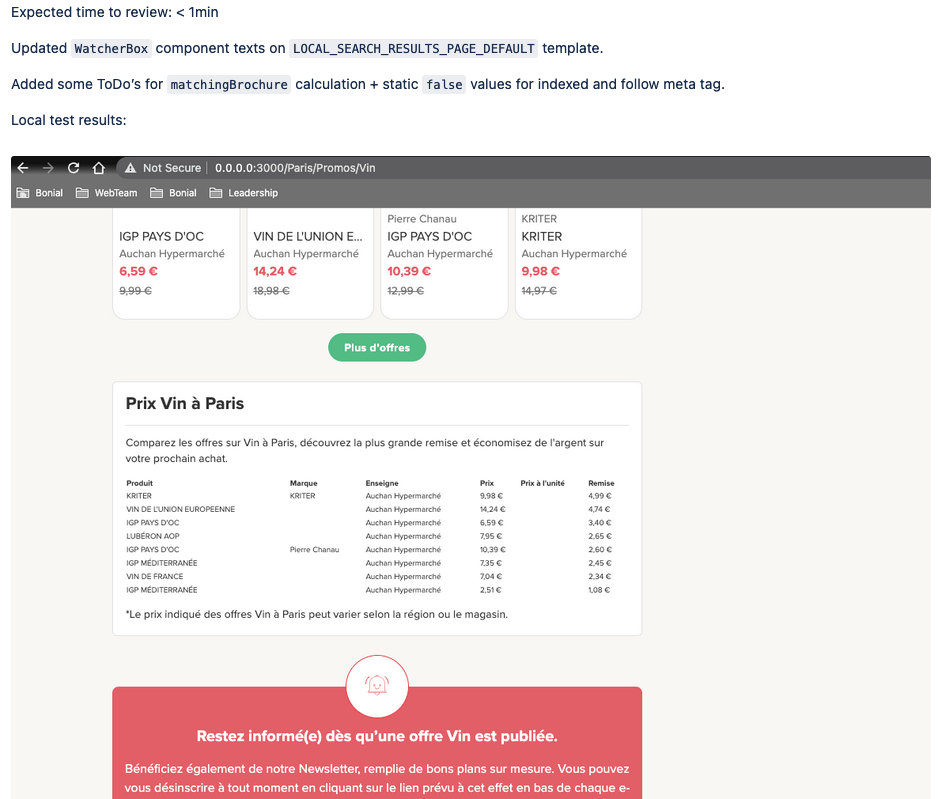 Expected time to review: < 1min
Updated WatcherBox component texts on LOCAL_SEARCH_RESULTS_PAGE_DEFAULT template.
Added some ToDo’s for matchingBrochure calculation + static false values for indexed and follow meta tag.
Local test results:
Not Secure | 0.0.0.0:3000/Paris/Promos/Vin
Bonial WebTeam Bonial Leadership
Pierre Chanau KRITER
IGP PAYS D'OC VIN DE L'UNION E... IGP PAYS D'OC KRITER
Auchan Hypermarché Auchan Hypermarché Auchan Hypermarché Auchan Hypermarché
6,59 € 14,24 € 10,39 € 9,98 €
9,99 € 18,98 € 12,99 € 14,97 €
Plus d'offres
Prix Vin à Paris
Comparez les offres sur Vin à Paris, découvrez la plus grande remise et économisez de l'argent sur
votre prochain achat.
Produit Marque Enseigne Prix Prix à l'unité Remise
KRITER KRITER Auchan Hypermarché 9,98 € 4,99 €
VIN DE L'UNION EUROPEENNE Auchan Hypermarché 14,24 € 4,74 €
IGP PAYS D'OC Auchan Hypermarché 6,59 € 3,40 €
LUBÉRON AOP Auchan Hypermarché 7,95 € 2,65 €
IGP PAYS D'OC Pierre Chanau Auchan Hypermarché 10,39 € 2,60 €
IGP MÉDITERRANÉE Auchan Hypermarché 7,35 € 2,45 €
VIN DE FRANCE Auchan Hypermarché 7,04 € 2,34 €
IGP MÉDITERRANÉE Auchan Hypermarché 2,51 € 1,08 €
*Le prix indiqué des offres Vin à Paris peut varier selon la région ou le magasin.
Restez informé(e) dès qu'une offre Vin est publiée.
Bénéficiez également de notre Newsletter, remplie de bons plans sur mesure. Vous pouvez
vous désinscrire à tout moment en cliquant sur le lien prévu à cet effet en bas de chaque e-